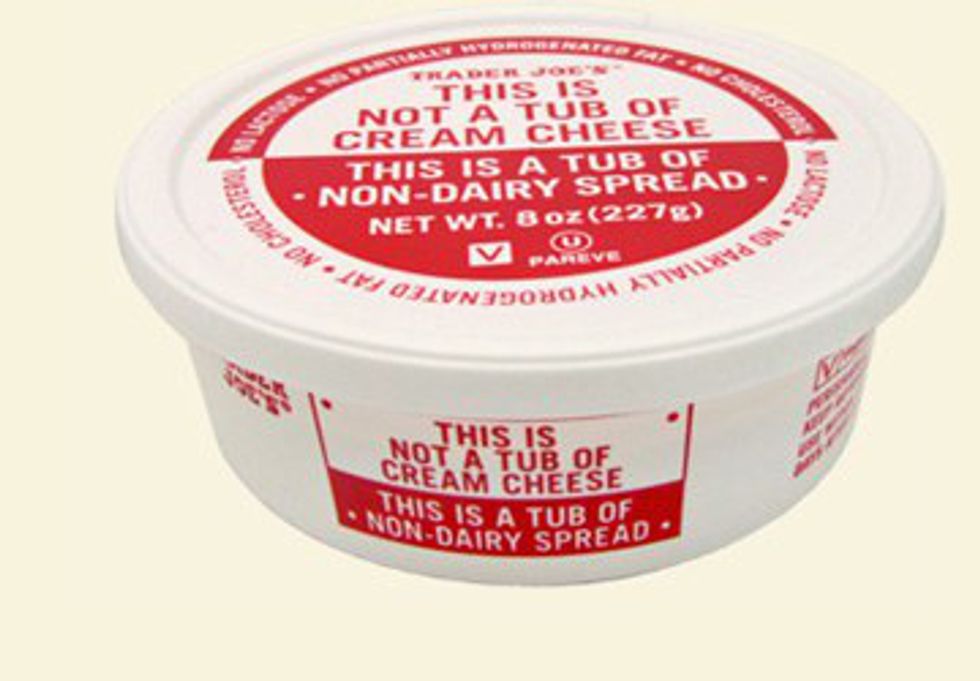 NO LACTOSE • NO PARTIALLY HYDROGENATED FAT • NO CHOLESTEROL
TRADER JOE'S
THIS IS
NOT A TUB OF
CREAM CHEESE
THIS IS A TUB OF
• NON-DAIRY SPREAD •
NET WT. 8 oz (227g)
V U
PAREVE
NO LACTOSE • NO PARTIALLY HYDROGENATED FAT • NO CHOLESTEROL
THIS IS
NOT A TUB OF
CREAM CHEESE
THIS IS A TUB OF
• NON-DAIRY SPREAD •
V